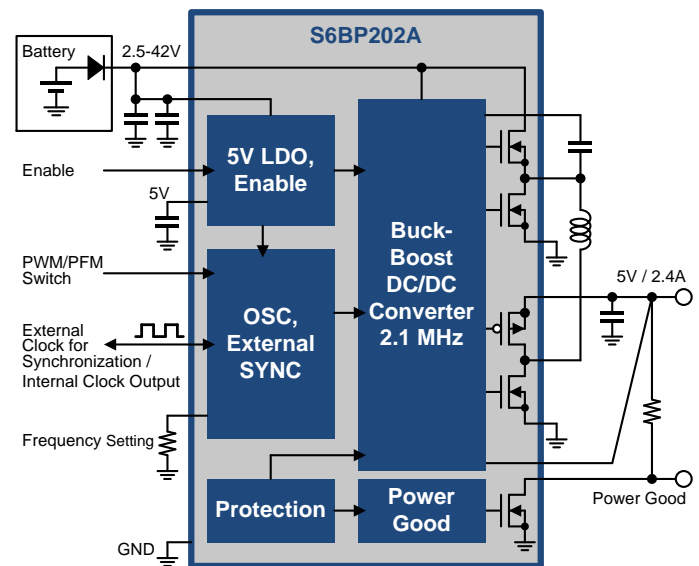 S6BP202A
Battery
2.5-42V
5V LDO,
Enable
Enable
5V
PWM/PFM
Switch
OSC,
External
SYNC
External
Clock for
Synchronization /
Internal Clock Output
Frequency Setting
Buck-
Boost
DC/DC
Converter
2.1 MHz
5V / 2.4A
Protection
Power
Good
Power Good
GND